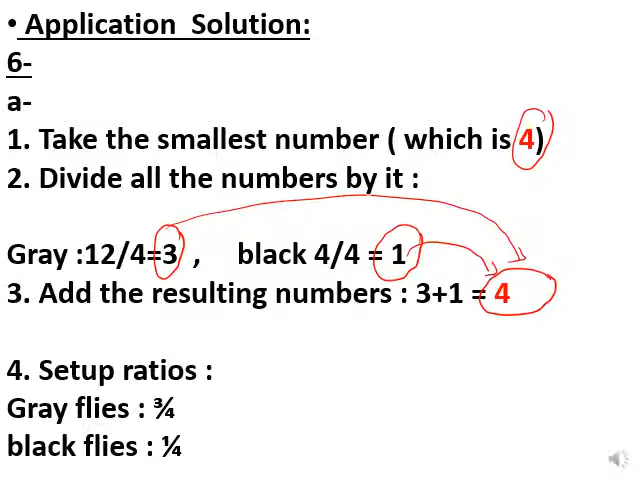 • Application Solution:
6-
a-
1. Take the smallest number ( which is 4)
2. Divide all the numbers by it :
Gray :12/4=3 , black 4/4 = 1
3. Add the resulting numbers : 3+1 = 4
4. Setup ratios :
Gray flies : ¾
black flies : ¼